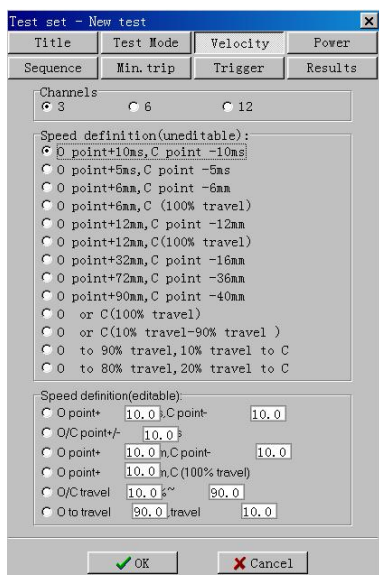 Test set - New test
Title Test Mode Velocity Power
Sequence Min.trip Trigger Results
Channels
3 6 12
Speed definition(uneditable):
O point+10ms,C point -10ms
O point+5ms,C point -5ms
O point+6mm,C point -6mm
O point+6mm,C (100% travel)
O point+12mm,C point -12mm
O point+12mm,C(100% travel)
O point+32mm,C point -16mm
O point+72mm,C point -36mm
O point+90mm,C point -40mm
O or C(100% travel)
O or C(10% travel-90% travel )
O to 90% travel,10% travel to C
O to 80% travel,20% travel to C
Speed definition(editable):
O point+ 10.0 s,C point- 10.0
O/C point+/- 10.0 s
O point+ 10.0 n,C point- 10.0
O point+ 10.0 n,C (100% travel)
O/C travel 10.0 %~ 90.0
O to travel 90.0 ,travel 10.0
OK Cancel